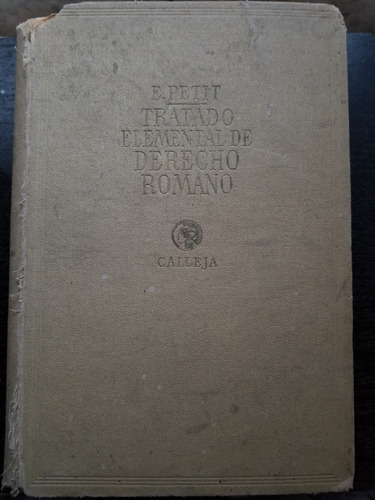 E. PETIT
TRATADO
ELEMENTAL DE
DERECHO
ROMANO
CALLEJA